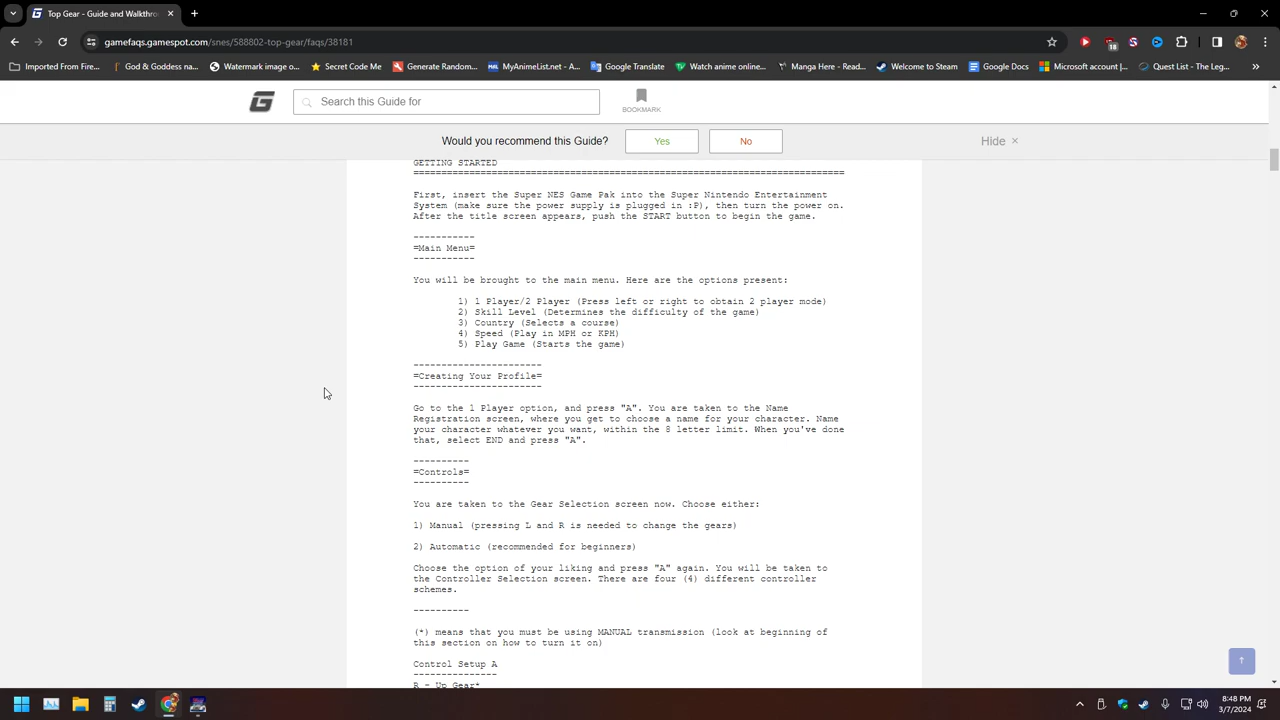 Top Gear - Guide and Walkthro
gamefaqs.gamespot.com/snes/588802-top-gear/faqs/38181
18
Imported From Fire...
God & Goddess na...
Watermark image o...
Secret Code Me
Generate Random...
MAL
MyAnimeList.net - A...
Google Translate
Watch anime online...
Manga Here - Read...
Welcome to Steam
Google Docs
Microsoft account |...
Quest List - The Leg...
Search this Guide for
BOOKMARK
Would you recommend this Guide?
Yes
No
Hide ×
GETTING STARTED
==============================================================================
First, insert the Super NES Game Pak into the Super Nintendo Entertainment
System (make sure the power supply is plugged in :P), then turn the power on.
After the title screen appears, push the START button to begin the game.
-----------
=Main Menu=
-----------
You will be brought to the main menu. Here are the options present:
1) 1 Player/2 Player (Press left or right to obtain 2 player mode)
2) Skill Level (Determines the difficulty of the game)
3) Country (Selects a course)
4) Speed (Play in MPH or KPH)
5) Play Game (Starts the game)
-----------------------
=Creating Your Profile=
-----------------------
Go to the 1 Player option, and press "A". You are taken to the Name
Registration screen, where you get to choose a name for your character. Name
your character whatever you want, within the 8 letter limit. When you've done
that, select END and press "A".
----------
=Controls=
----------
You are taken to the Gear Selection screen now. Choose either:
1) Manual (pressing L and R is needed to change the gears)
2) Automatic (recommended for beginners)
Choose the option of your liking and press "A" again. You will be taken to
the Controller Selection screen. There are four (4) different controller
schemes.
----------
(*) means that you must be using MANUAL transmission (look at beginning of
this section on how to turn it on)
Control Setup A
---------------
R - Up Gear*
8:48 PM
3/7/2024